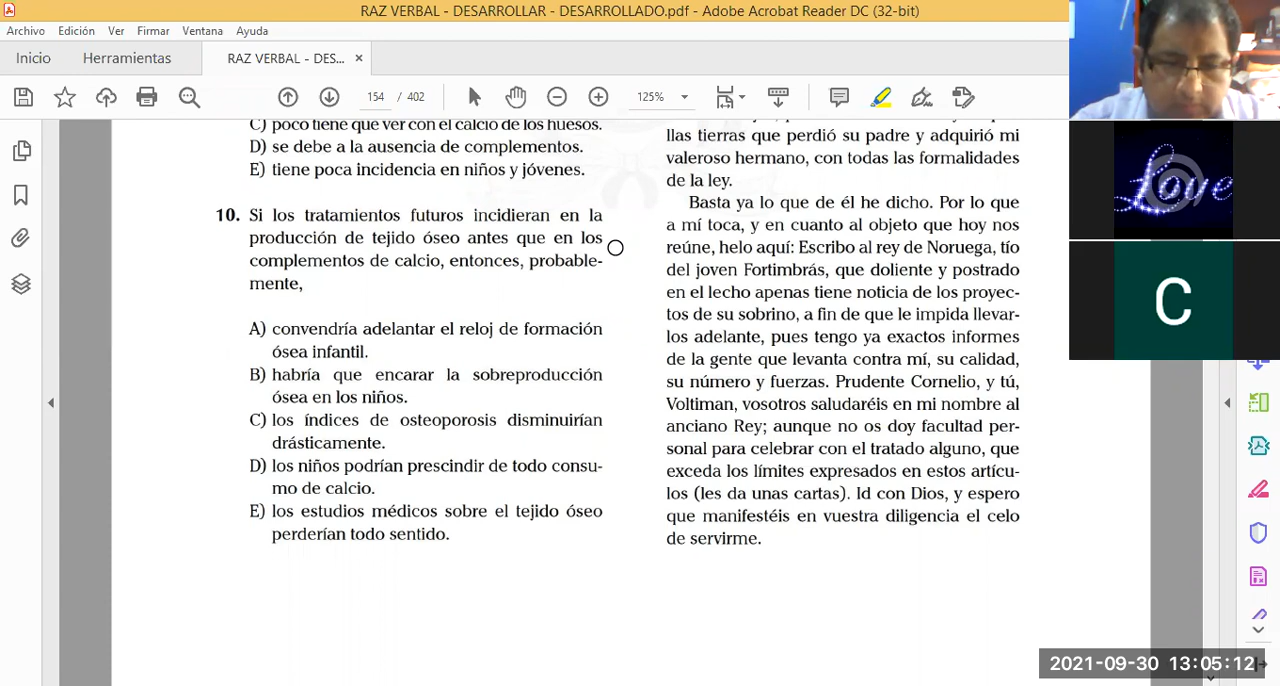 RAZ VERBAL - DESARROLLAR - DESARROLLADO.pdf - Adobe Acrobat Reader DC (32-bit)
Archivo Edición Ver Firmar Ventana Ayuda
Inicio Herramientas RAZ VERBAL - DES... ×
154 / 402 125%
C) poco tiene que ver con el calcio de los huesos.
D) se debe a la ausencia de complementos.
E) tiene poca incidencia en niños y jóvenes.
10. Si los tratamientos futuros incidieran en la
producción de tejido óseo antes que en los
complementos de calcio, entonces, probable-
mente,
A) convendría adelantar el reloj de formación
ósea infantil.
B) habría que encarar la sobreproducción
ósea en los niños.
C) los índices de osteoporosis disminuirían
drásticamente.
D) los niños podrían prescindir de todo consu-
mo de calcio.
E) los estudios médicos sobre el tejido óseo
perderían todo sentido.
llas tierras que perdió su padre y adquirió mi
valeroso hermano, con todas las formalidades
de la ley.
Basta ya lo que de él he dicho. Por lo que
a mí toca, y en cuanto al objeto que hoy nos
reúne, helo aquí: Escribo al rey de Noruega, tío
del joven Fortimbrás, que doliente y postrado
en el lecho apenas tiene noticia de los proyec-
tos de su sobrino, a fin de que le impida llevar-
los adelante, pues tengo ya exactos informes
de la gente que levanta contra mí, su calidad,
su número y fuerzas. Prudente Cornelio, y tú,
Voltiman, vosotros saludaréis en mi nombre al
anciano Rey; aunque no os doy facultad per-
sonal para celebrar con el tratado alguno, que
exceda los límites expresados en estos artícu-
los (les da unas cartas). Id con Dios, y espero
que manifestéis en vuestra diligencia el celo
de servirme.
Love
C
2021-09-30 13:05:12